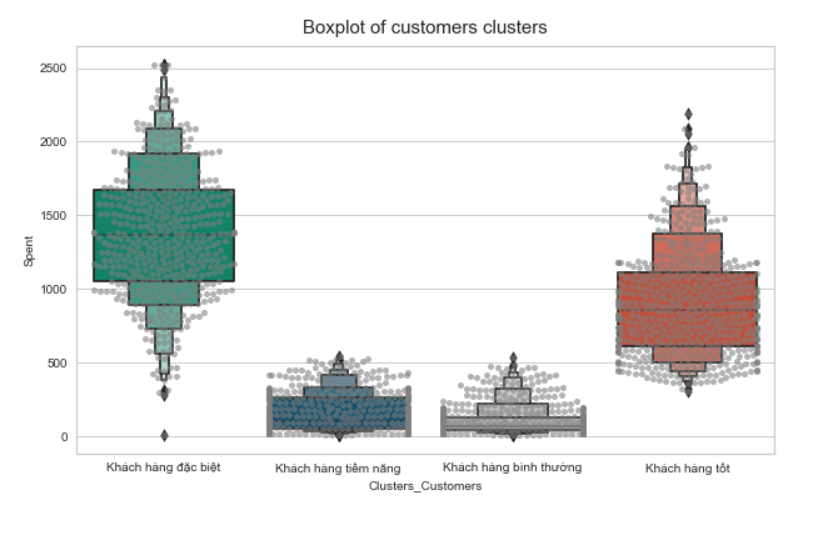 Boxplot of customers clusters
2500
2000
1500
1000
500
0
Spent
Khách hàng đặc biệt
Khách hàng tiềm năng
Khách hàng bình thường
Khách hàng tốt
Clusters_Customers